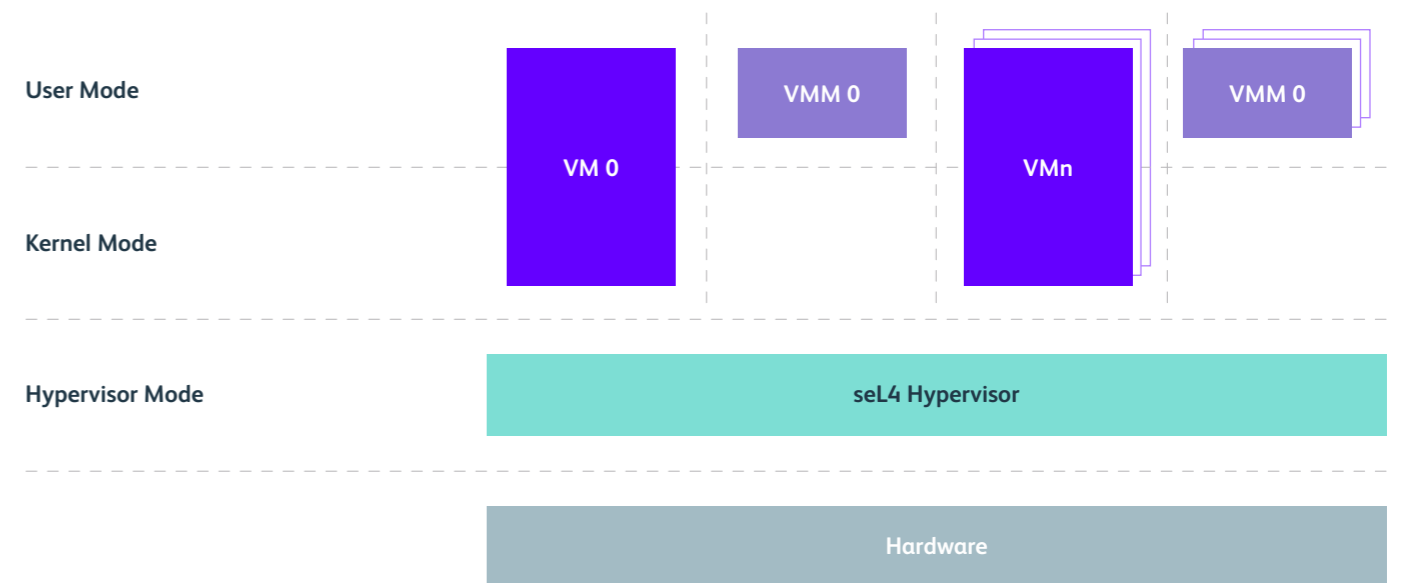 User Mode
VM 0
VMM 0
VMn
VMM 0
Kernel Mode
Hypervisor Mode
seL4 Hypervisor
Hardware